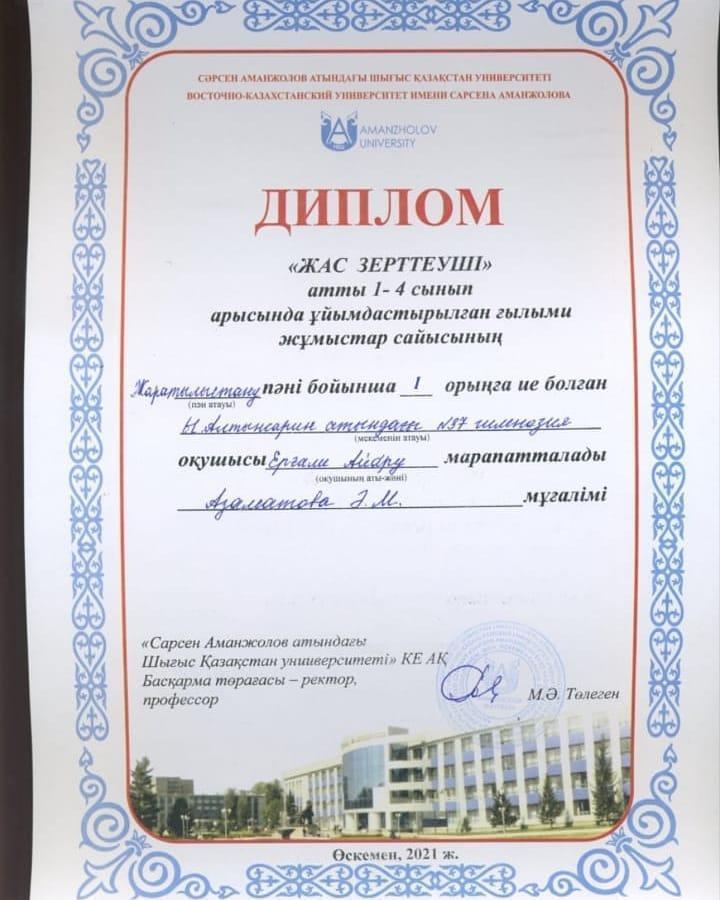 СӘРСЕН АМАНЖОЛОВ АТЫНДАҒЫ ШЫҒЫС ҚАЗАҚСТАН УНИВЕРСИТЕТІ
ВОСТОЧНО-КАЗАХСТАНСКИЙ УНИВЕРСИТЕТ ИМЕНИ САРСЕНА АМАНЖОЛОВА
AMANZHOLOV
UNIVERSITY
ДИПЛОМ
«ЖАС ЗЕРТТЕУШІ»
атты 1- 4 сынып
арысында ұйымдастырылған ғылыми
жұмыстар сайысының
Жаратылыстану пәні бойынша I орынға ие болған
(пән атауы)
Ы Алтынсарин атындағы №37 гимназия
(мекеменің атауы)
оқушысы Ерғали Айару марапатталады
(оқушының аты-жөні)
Азаматова Ә.М. мұғалімі
«Сарсен Аманжолов атындағы
Шығыс Қазақстан университеті» КЕ АҚ
Басқарма төрағасы – ректор,
профессор
М.Ә. Төлеген
Өскемен, 2021 ж.